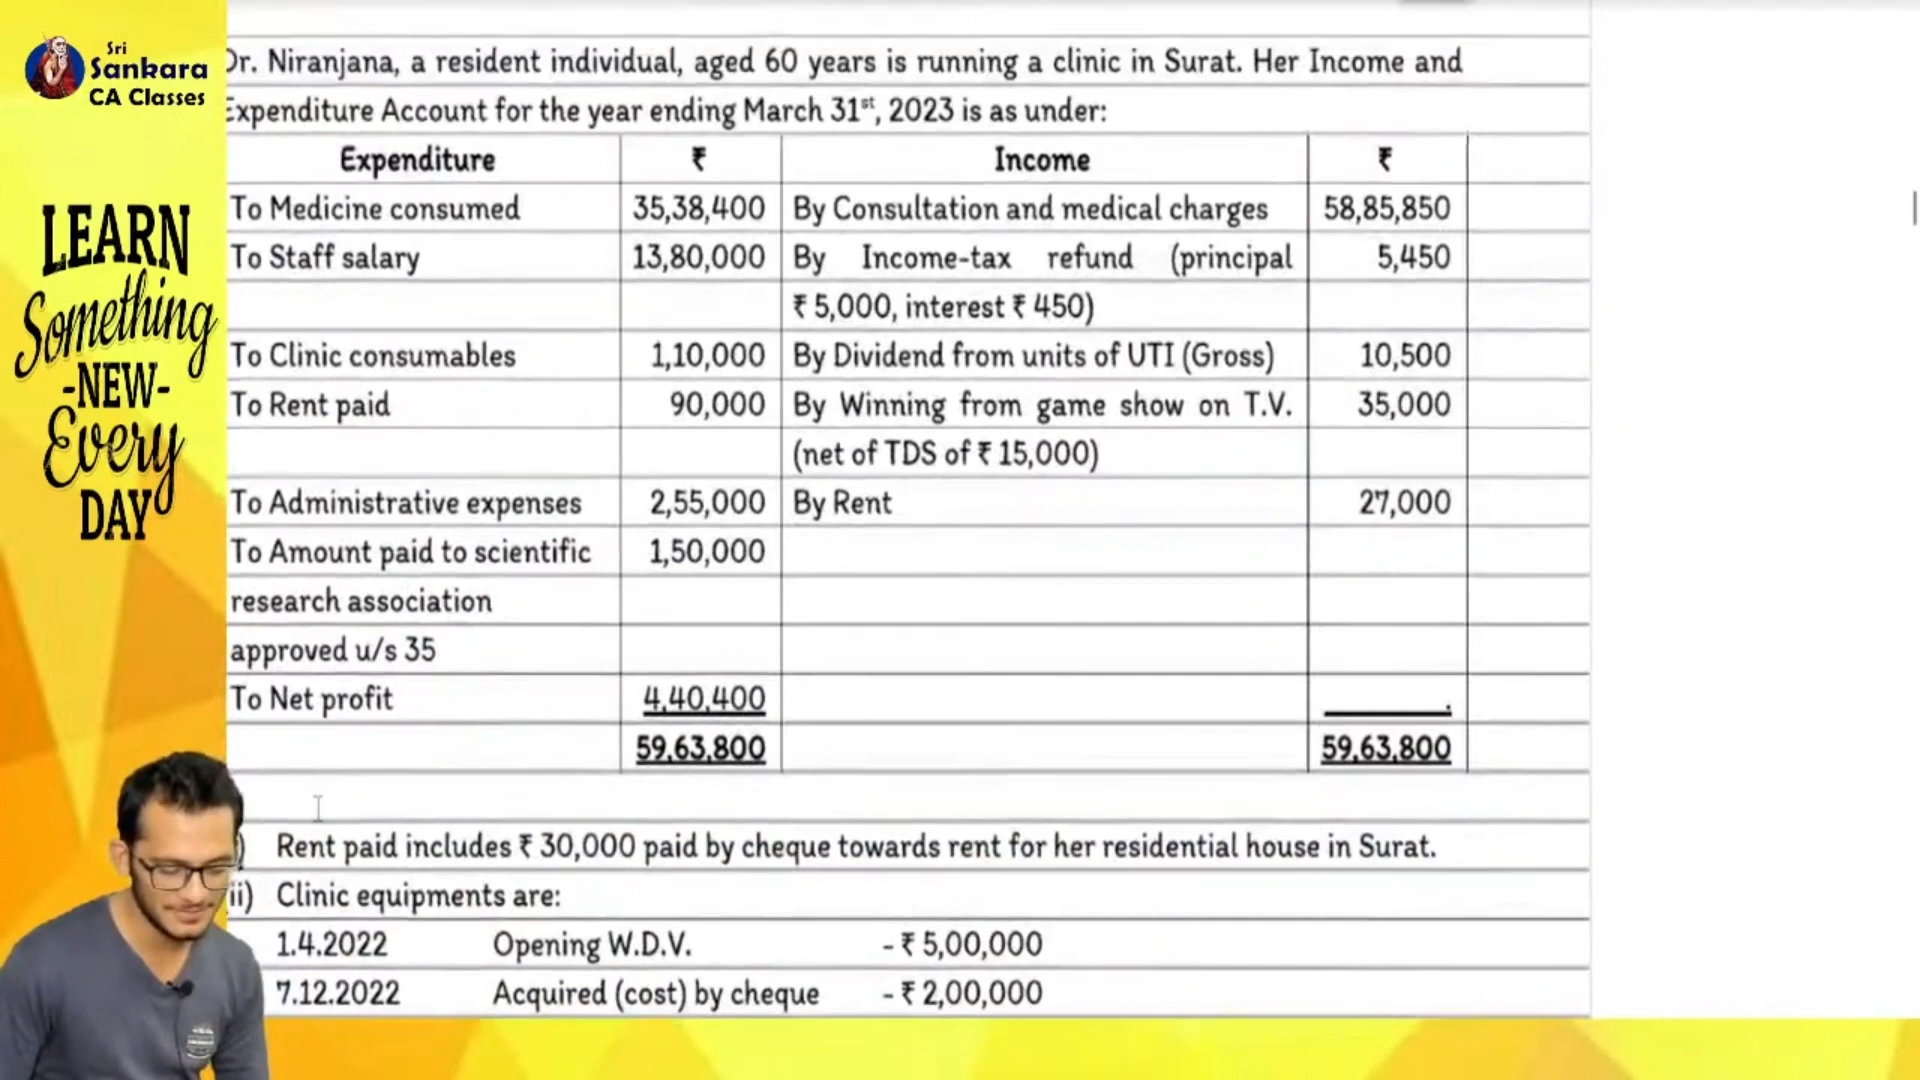 Sri
Sankara
CA Classes
LEARN
Something
-NEW-
Every
DAY
Dr. Niranjana, a resident individual, aged 60 years is running a clinic in Surat. Her Income and
Expenditure Account for the year ending March 31st, 2023 is as under:
Expenditure ₹ Income ₹
To Medicine consumed 35,38,400 By Consultation and medical charges 58,85,850
To Staff salary 13,80,000 By Income-tax refund (principal 5,450
₹ 5,000, interest ₹ 450)
To Clinic consumables 1,10,000 By Dividend from units of UTI (Gross) 10,500
To Rent paid 90,000 By Winning from game show on T.V. 35,000
(net of TDS of ₹ 15,000)
To Administrative expenses 2,55,000 By Rent 27,000
To Amount paid to scientific 1,50,000
research association
approved u/s 35
To Net profit 4,40,400
59,63,800 59,63,800
) Rent paid includes ₹ 30,000 paid by cheque towards rent for her residential house in Surat.
ii) Clinic equipments are:
1.4.2022 Opening W.D.V. - ₹ 5,00,000
7.12.2022 Acquired (cost) by cheque - ₹ 2,00,000